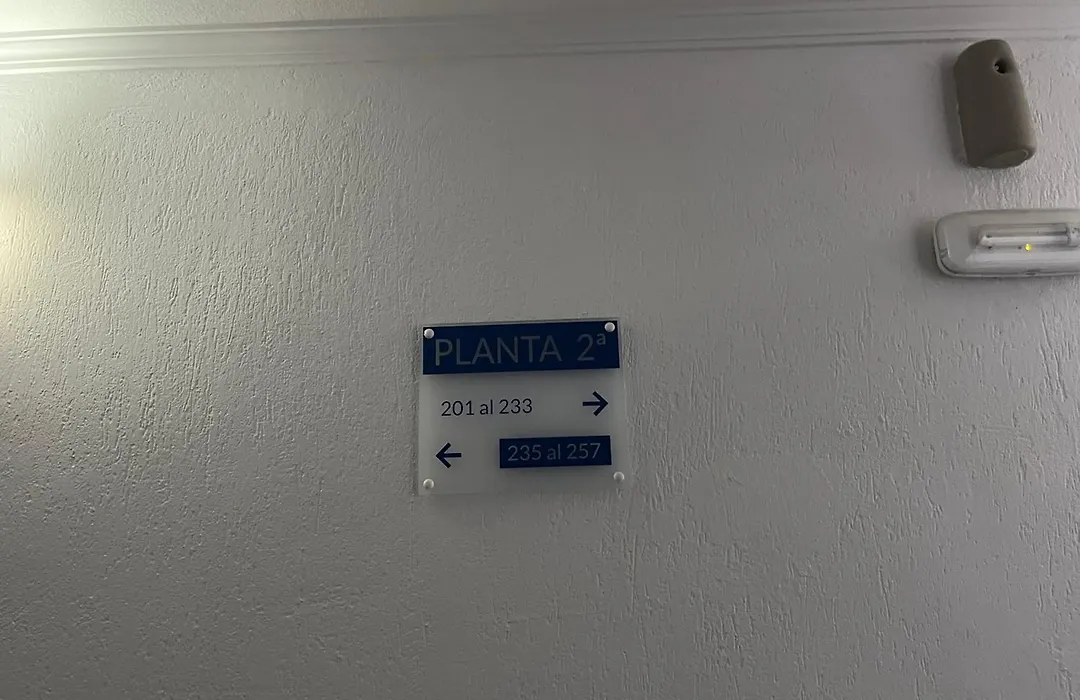 PLANTA 2ª
201 al 233 →
← 235 al 257